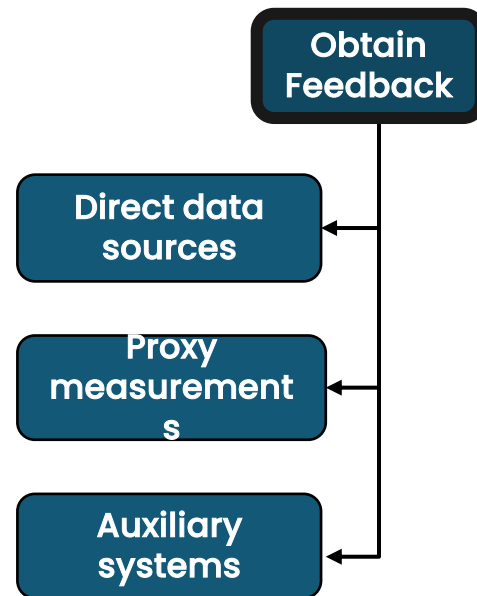 Obtain
Feedback
Direct data
sources
Proxy
measurement
s
Auxiliary
systems